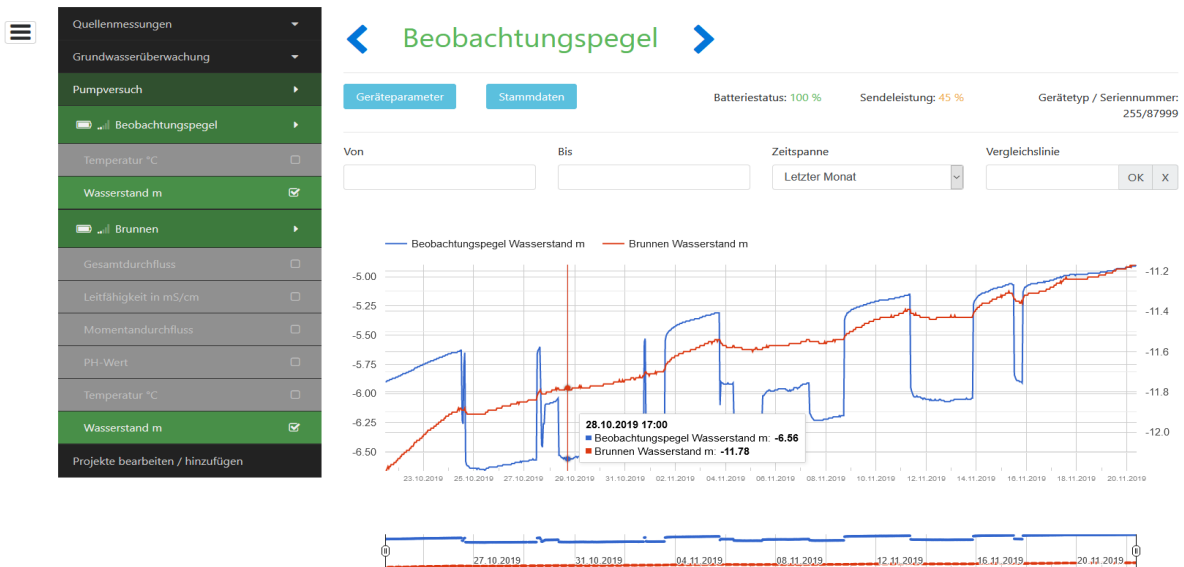 Quellenmessungen
Grundwasserüberwachung
Pumpversuch
Beobachtungspegel
Temperatur °C
Wasserstand m
Brunnen
Gesamtdurchfluss
Leitfähigkeit in mS/cm
Momentandurchfluss
PH-Wert
Temperatur °C
Wasserstand m
Projekte bearbeiten / hinzufügen
Beobachtungspegel
Geräteparameter Stammdaten Batteriestatus: 100 % Sendeleistung: 45 % Gerätetyp / Seriennummer:
255/87999
Von Bis Zeitspanne Vergleichslinie
Letzter Monat OK X
Beobachtungspegel Wasserstand m Brunnen Wasserstand m
-5.00 -11.2
-5.25
-11.4
-5.50
-11.6
-5.75
-6.00 -11.8
-6.25
-12.0
-6.50
28.10.2019 17:00
Beobachtungspegel Wasserstand m: -6.56
Brunnen Wasserstand m: -11.78
23.10.2019 25.10.2019 27.10.2019 29.10.2019 31.10.2019 02.11.2019 04.11.2019 06.11.2019 08.11.2019 10.11.2019 12.11.2019 14.11.2019 16.11.2019 18.11.2019 20.11.2019
27.10.2019 31.10.2019 04.11.2019 08.11.2019 12.11.2019 16.11.2019 20.11.2019